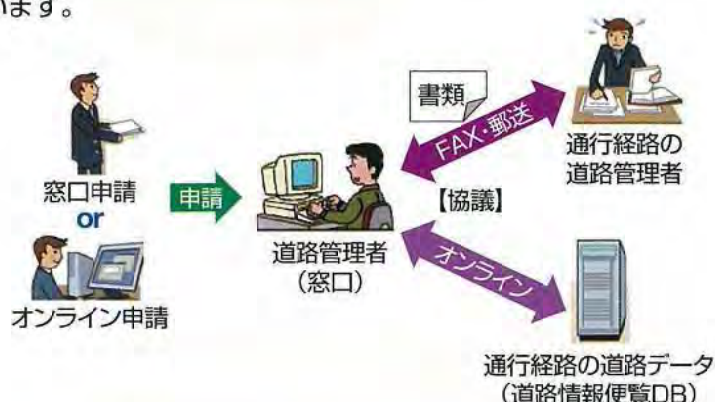 います。
書類
FAX・郵送
通行経路の
道路管理者
窓口申請
or
オンライン申請
申請
道路管理者
（窓口）
【協議】
オンライン
通行経路の道路データ
（道路情報便覧DB）